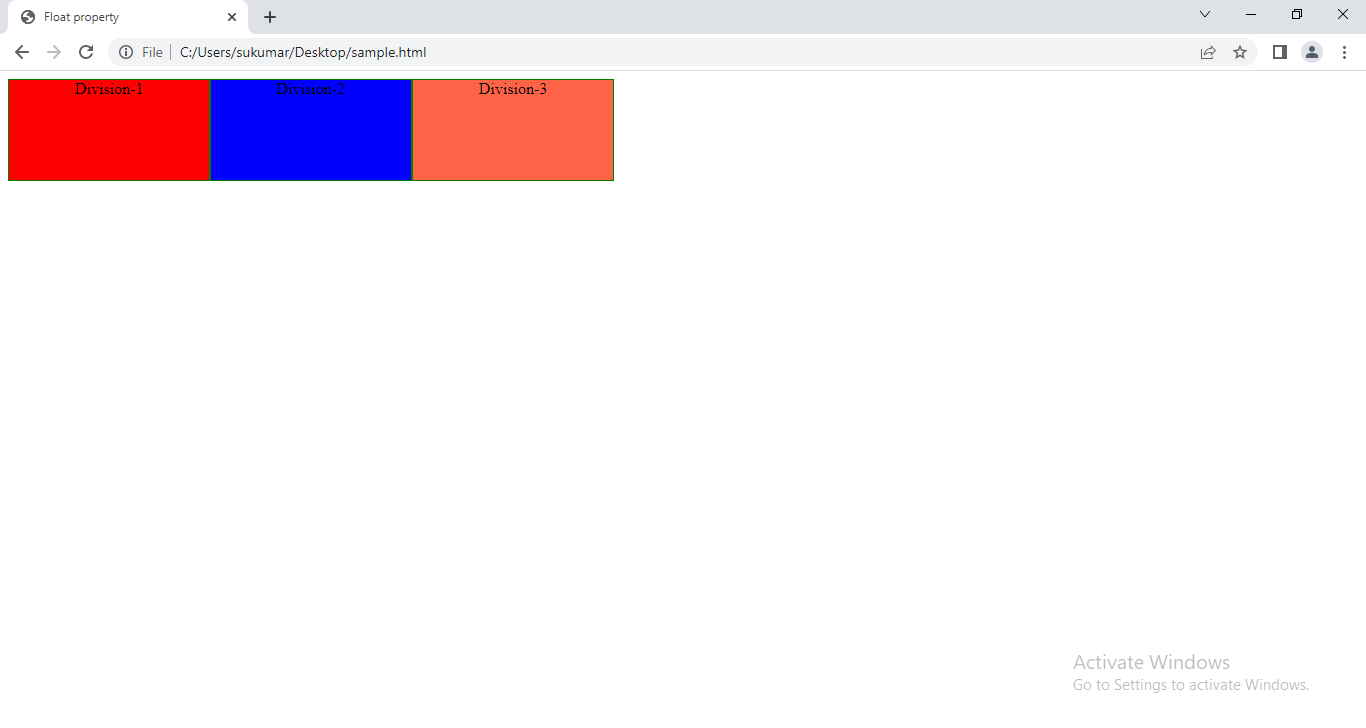 Float property
File
C:/Users/sukumar/Desktop/sample.html
Division-1
Division-2
Division-3
Activate Windows
Go to Settings to activate Windows.